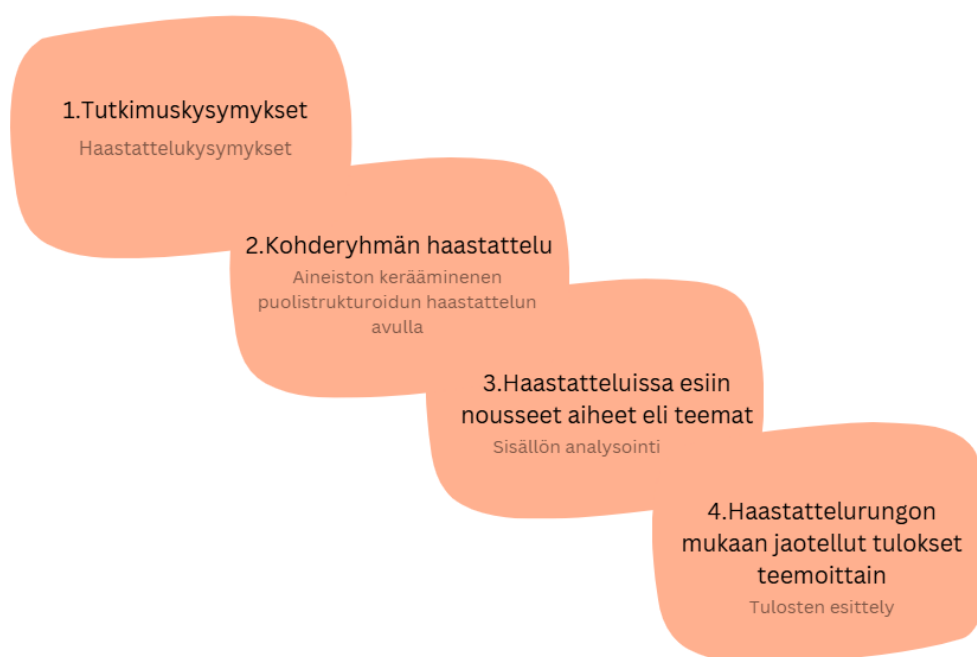 1.Tutkimuskysymykset
Haastattelukysymykset
2.Kohderyhmän haastattelu
Aineiston kerääminenen
puolistrukturoidun haastattelun
avulla
3.Haastatteluissa esiin
nousseet aiheet eli teemat
Sisällön analysointi
4.Haastattelurungon
mukaan jaotellut tulokset
teemoittain
Tulosten esittely